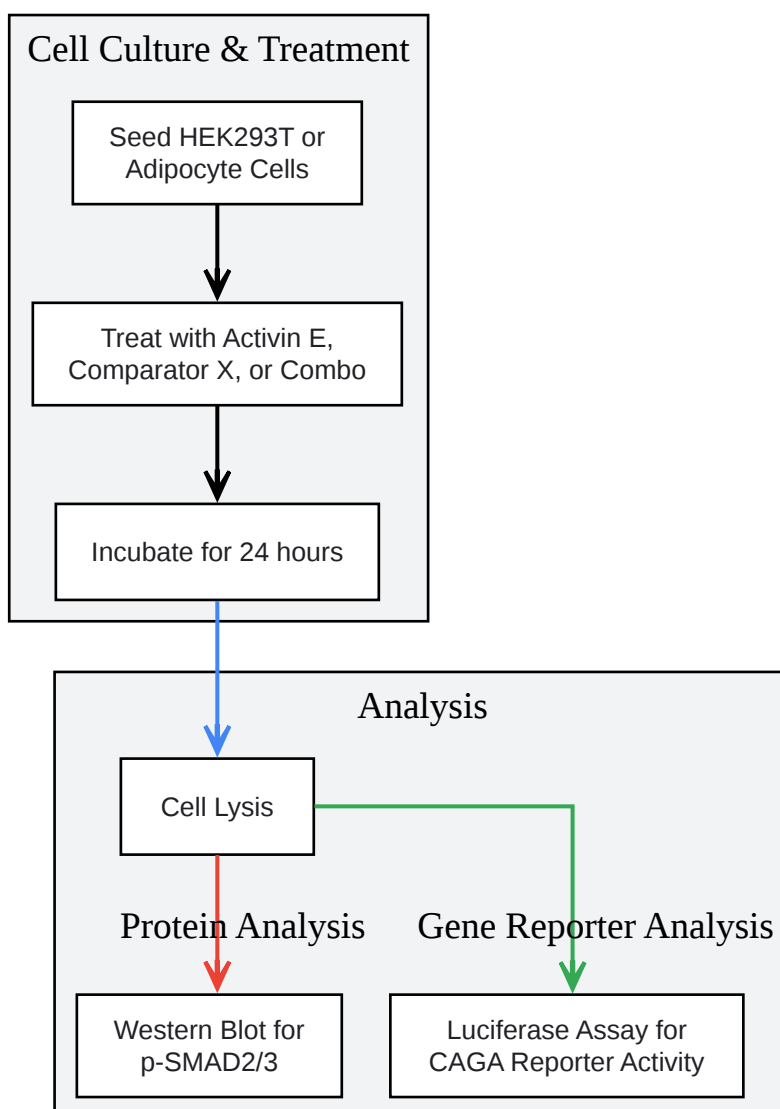 Cell Culture & Treatment
Seed HEK293T or
Adipocyte Cells
Treat with Activin E,
Comparator X, or Combo
Incubate for 24 hours
Analysis
Cell Lysis
Protein Analysis
Gene Reporter Analysis
Western Blot for
p-SMAD2/3
Luciferase Assay for
CAGA Reporter Activity